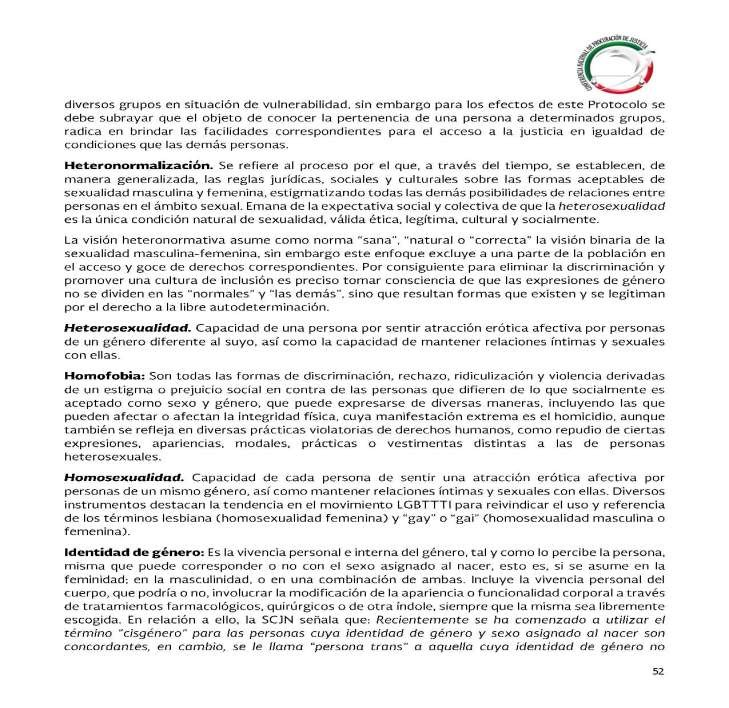 CONFERENCIA NACIONAL DE PROCURACIÓN DE JUSTICIA
diversos grupos en situación de vulnerabilidad, sin embargo para los efectos de este Protocolo se
debe subrayar que el objeto de conocer la pertenencia de una persona a determinados grupos,
radica en brindar las facilidades correspondientes para el acceso a la justicia en igualdad de
condiciones que las demás personas.
Heteronormalización. Se refiere al proceso por el que, a través del tiempo, se establecen, de
manera generalizada, las reglas jurídicas, sociales y culturales sobre las formas aceptables de
sexualidad masculina y femenina, estigmatizando todas las demás posibilidades de relaciones entre
personas en el ámbito sexual. Emana de la expectativa social y colectiva de que la heterosexualidad
es la única condición natural de sexualidad, válida ética, legítima, cultural y socialmente.
La visión heteronormativa asume como norma "sana", "natural o "correcta" la visión binaria de la
sexualidad masculina-femenina, sin embargo este enfoque excluye a una parte de la población en
el acceso y goce de derechos correspondientes. Por consiguiente para eliminar la discriminación y
promover una cultura de inclusión es preciso tomar consciencia de que las expresiones de género
no se dividen en las "normales" y "las demás", sino que resultan formas que existen y se legitiman
por el derecho a la libre autodeterminación.
Heterosexualidad. Capacidad de una persona por sentir atracción erótica afectiva por personas
de un género diferente al suyo, así como la capacidad de mantener relaciones íntimas y sexuales
con ellas.
Homofobia: Son todas las formas de discriminación, rechazo, ridiculización y violencia derivadas
de un estigma o prejuicio social en contra de las personas que difieren de lo que socialmente es
aceptado como sexo y género, que puede expresarse de diversas maneras, incluyendo las que
pueden afectar o afectan la integridad física, cuya manifestación extrema es el homicidio, aunque
también se refleja en diversas prácticas violatorias de derechos humanos, como repudio de ciertas
expresiones, apariencias, modales, prácticas o vestimentas distintas a las de personas
heterosexuales.
Homosexualidad. Capacidad de cada persona de sentir una atracción erótica afectiva por
personas de un mismo género, así como mantener relaciones íntimas y sexuales con ellas. Diversos
instrumentos destacan la tendencia en el movimiento LGBTTTI para reivindicar el uso y referencia
de los términos lesbiana (homosexualidad femenina) y "gay" o "gai" (homosexualidad masculina o
femenina).
Identidad de género: Es la vivencia personal e interna del género, tal y como lo percibe la persona,
misma que puede corresponder o no con el sexo asignado al nacer, esto es, si se asume en la
feminidad; en la masculinidad, o en una combinación de ambas. Incluye la vivencia personal del
cuerpo, que podría o no, involucrar la modificación de la apariencia o funcionalidad corporal a través
de tratamientos farmacológicos, quirúrgicos o de otra índole, siempre que la misma sea libremente
escogida. En relación a ello, la SCJN señala que: Recientemente se ha comenzado a utilizar el
término "cisgénero" para las personas cuya identidad de género y sexo asignado al nacer son
concordantes, en cambio, se le llama "persona trans" a aquella cuya identidad de género no
52